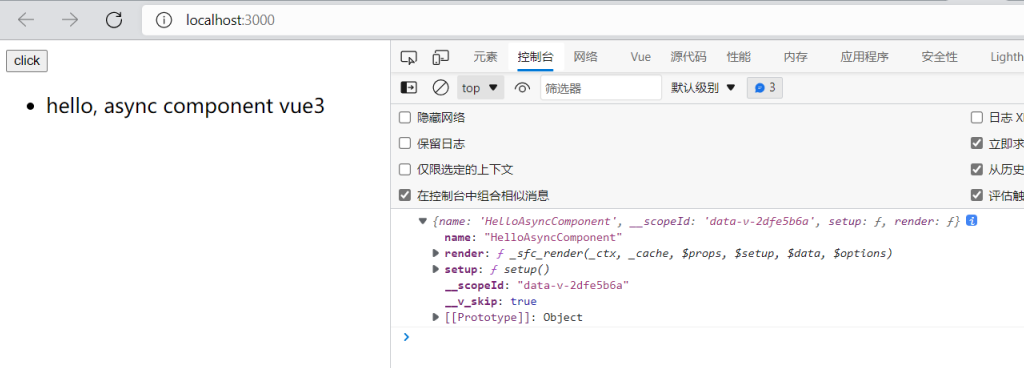 localhost:3000
click
hello, async component vue3
元素 控制台 网络 Vue 源代码 性能 内存 应用程序 安全性 Lighth
top 筛选器 默认级别 3
隐藏网络 日志 X
保留日志 立即求
仅限选定的上下文 从历史
在控制台中组合相似消息 评估触
{name: 'HelloAsyncComponent', __scopeId: 'data-v-2dfe5b6a', setup: ƒ, render: ƒ} i
name: "HelloAsyncComponent"
render: ƒ _sfc_render(_ctx, _cache, $props, $setup, $data, $options)
setup: ƒ setup()
__scopeId: "data-v-2dfe5b6a"
__v_skip: true
[[Prototype]]: Object